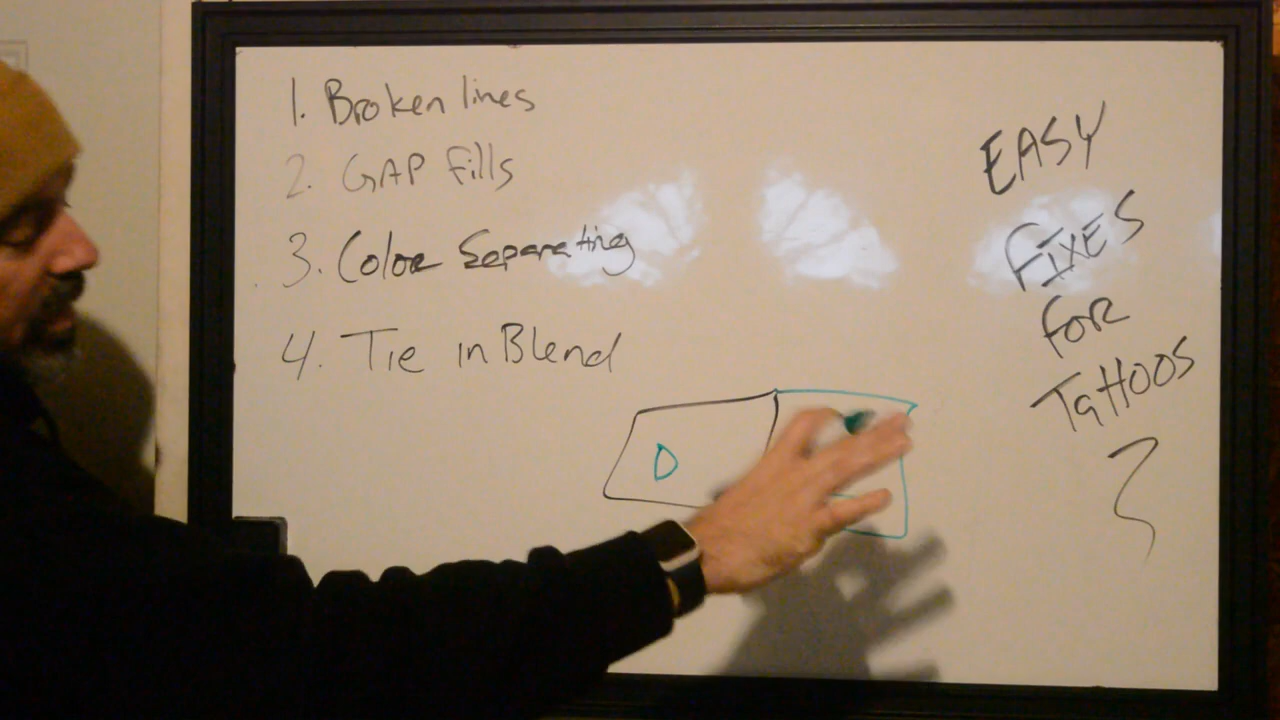 1. Broken lines
2. GAP Fills
3. Color Separating
4. Tie in Blend
D
EASY
FIXES
FOR
TATTOOS